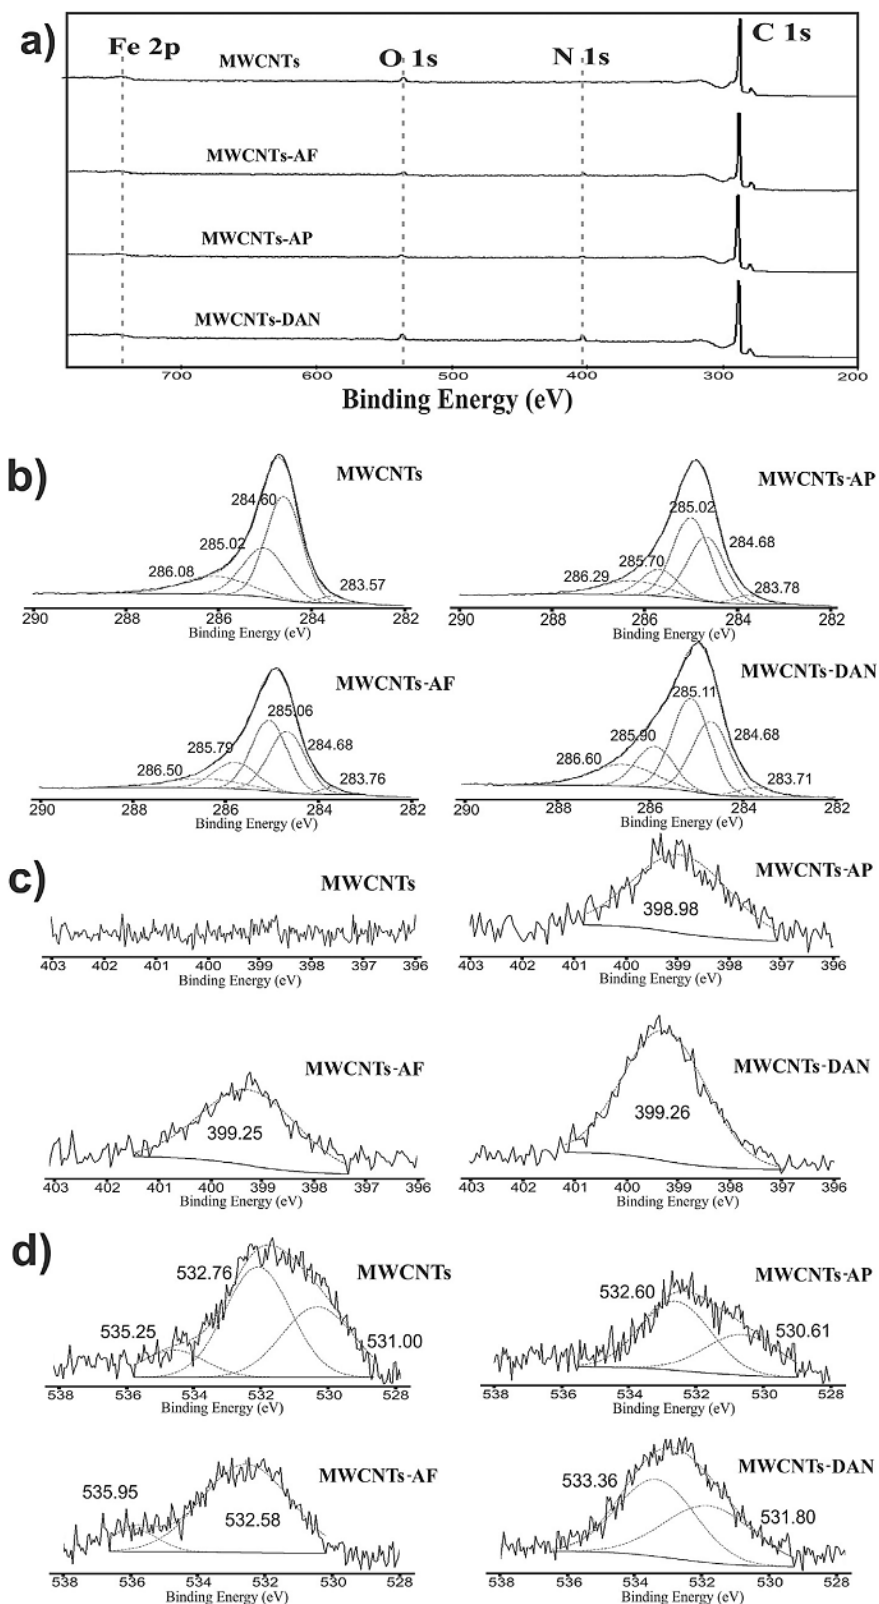 a)
Fe 2p
MWCNTs
O 1s
N 1s
C 1s
MWCNTs-AF
MWCNTs-AP
MWCNTs-DAN
700 600 500 400 300 200
Binding Energy (eV)
b)
MWCNTs
284.60
285.02
286.08
283.57
290 288 286 284 282
Binding Energy (eV)
MWCNTs-AP
285.02
284.68
285.70
286.29
283.78
290 288 286 284 282
Binding Energy (eV)
MWCNTs-AF
285.06
285.79
284.68
286.50
283.76
290 288 286 284 282
Binding Energy (eV)
MWCNTs-DAN
285.11
285.90
284.68
286.60
283.71
290 288 286 284 282
Binding Energy (eV)
c)
MWCNTs
403 402 401 400 399 398 397 396
Binding Energy (eV)
MWCNTs-AP
398.98
403 402 401 400 399 398 397 396
Binding Energy (eV)
MWCNTs-AF
399.25
403 402 401 400 399 398 397 396
Binding Energy (eV)
MWCNTs-DAN
399.26
403 402 401 400 399 398 397 396
Binding Energy (eV)
d)
532.76
MWCNTs
535.25
531.00
538 536 534 532 530 528
Binding Energy (eV)
MWCNTs-AP
532.60
530.61
538 536 534 532 530 528
Binding Energy (eV)
MWCNTs-AF
535.95
532.58
538 536 534 532 530 528
Binding Energy (eV)
MWCNTs-DAN
533.36
531.80
538 536 534 532 530 528
Binding Energy (eV)